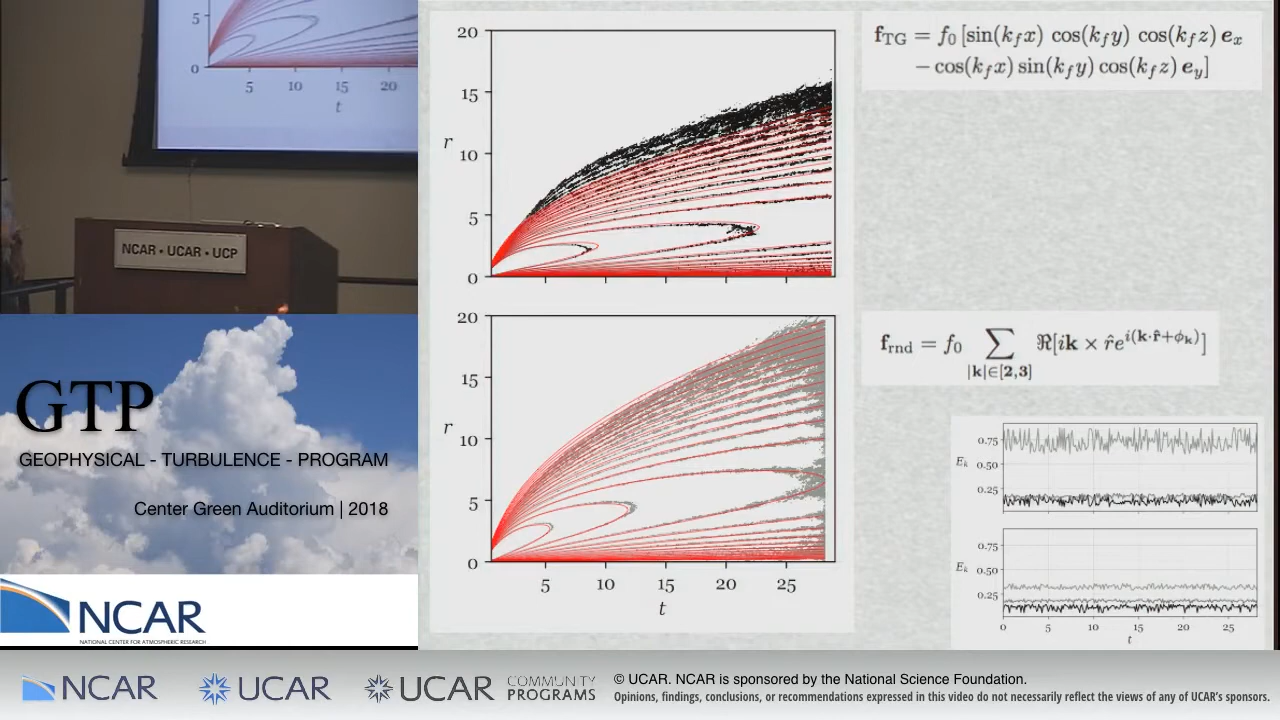 5
0
5
10
15
20
t
NCAR • UCAR • UCP
GTP
GEOPHYSICAL - TURBULENCE - PROGRAM
Center Green Auditorium | 2018
NCAR
NATIONAL CENTER FOR ATMOSPHERIC RESEARCH
20
15
r
10
5
0
20
15
r
10
5
0
5
10
15
20
25
t
f_TG = f_0 [sin(k_f x) cos(k_f y) cos(k_f z) e_x
− cos(k_f x) sin(k_f y) cos(k_f z) e_y]
f_rnd = f_0 ∑ ℜ[ik × r̂e^{i(k·r̂+ϕ_k)}]
|k|∈[2,3]
0.75
E_k 0.50
0.25
0.75
E_k 0.50
0.25
0 5 10 15 20 25
t
NCAR UCAR UCAR COMMUNITY
PROGRAMS
© UCAR. NCAR is sponsored by the National Science Foundation.
Opinions, findings, conclusions, or recommendations expressed in this video do not necessarily reflect the views of any of UCAR's sponsors.